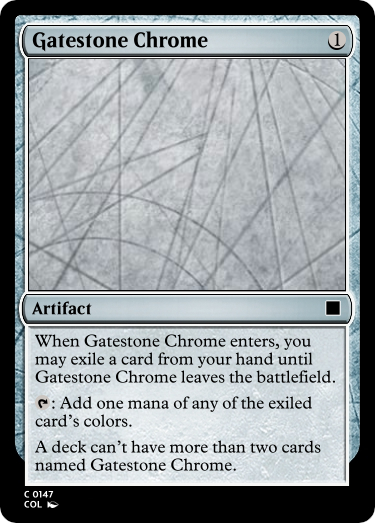 Gatestone Chrome 1
Artifact
When Gatestone Chrome enters, you
may exile a card from your hand until
Gatestone Chrome leaves the battlefield.
: Add one mana of any of the exiled
card's colors.
A deck can't have more than two cards
named Gatestone Chrome.
C 0147
COL